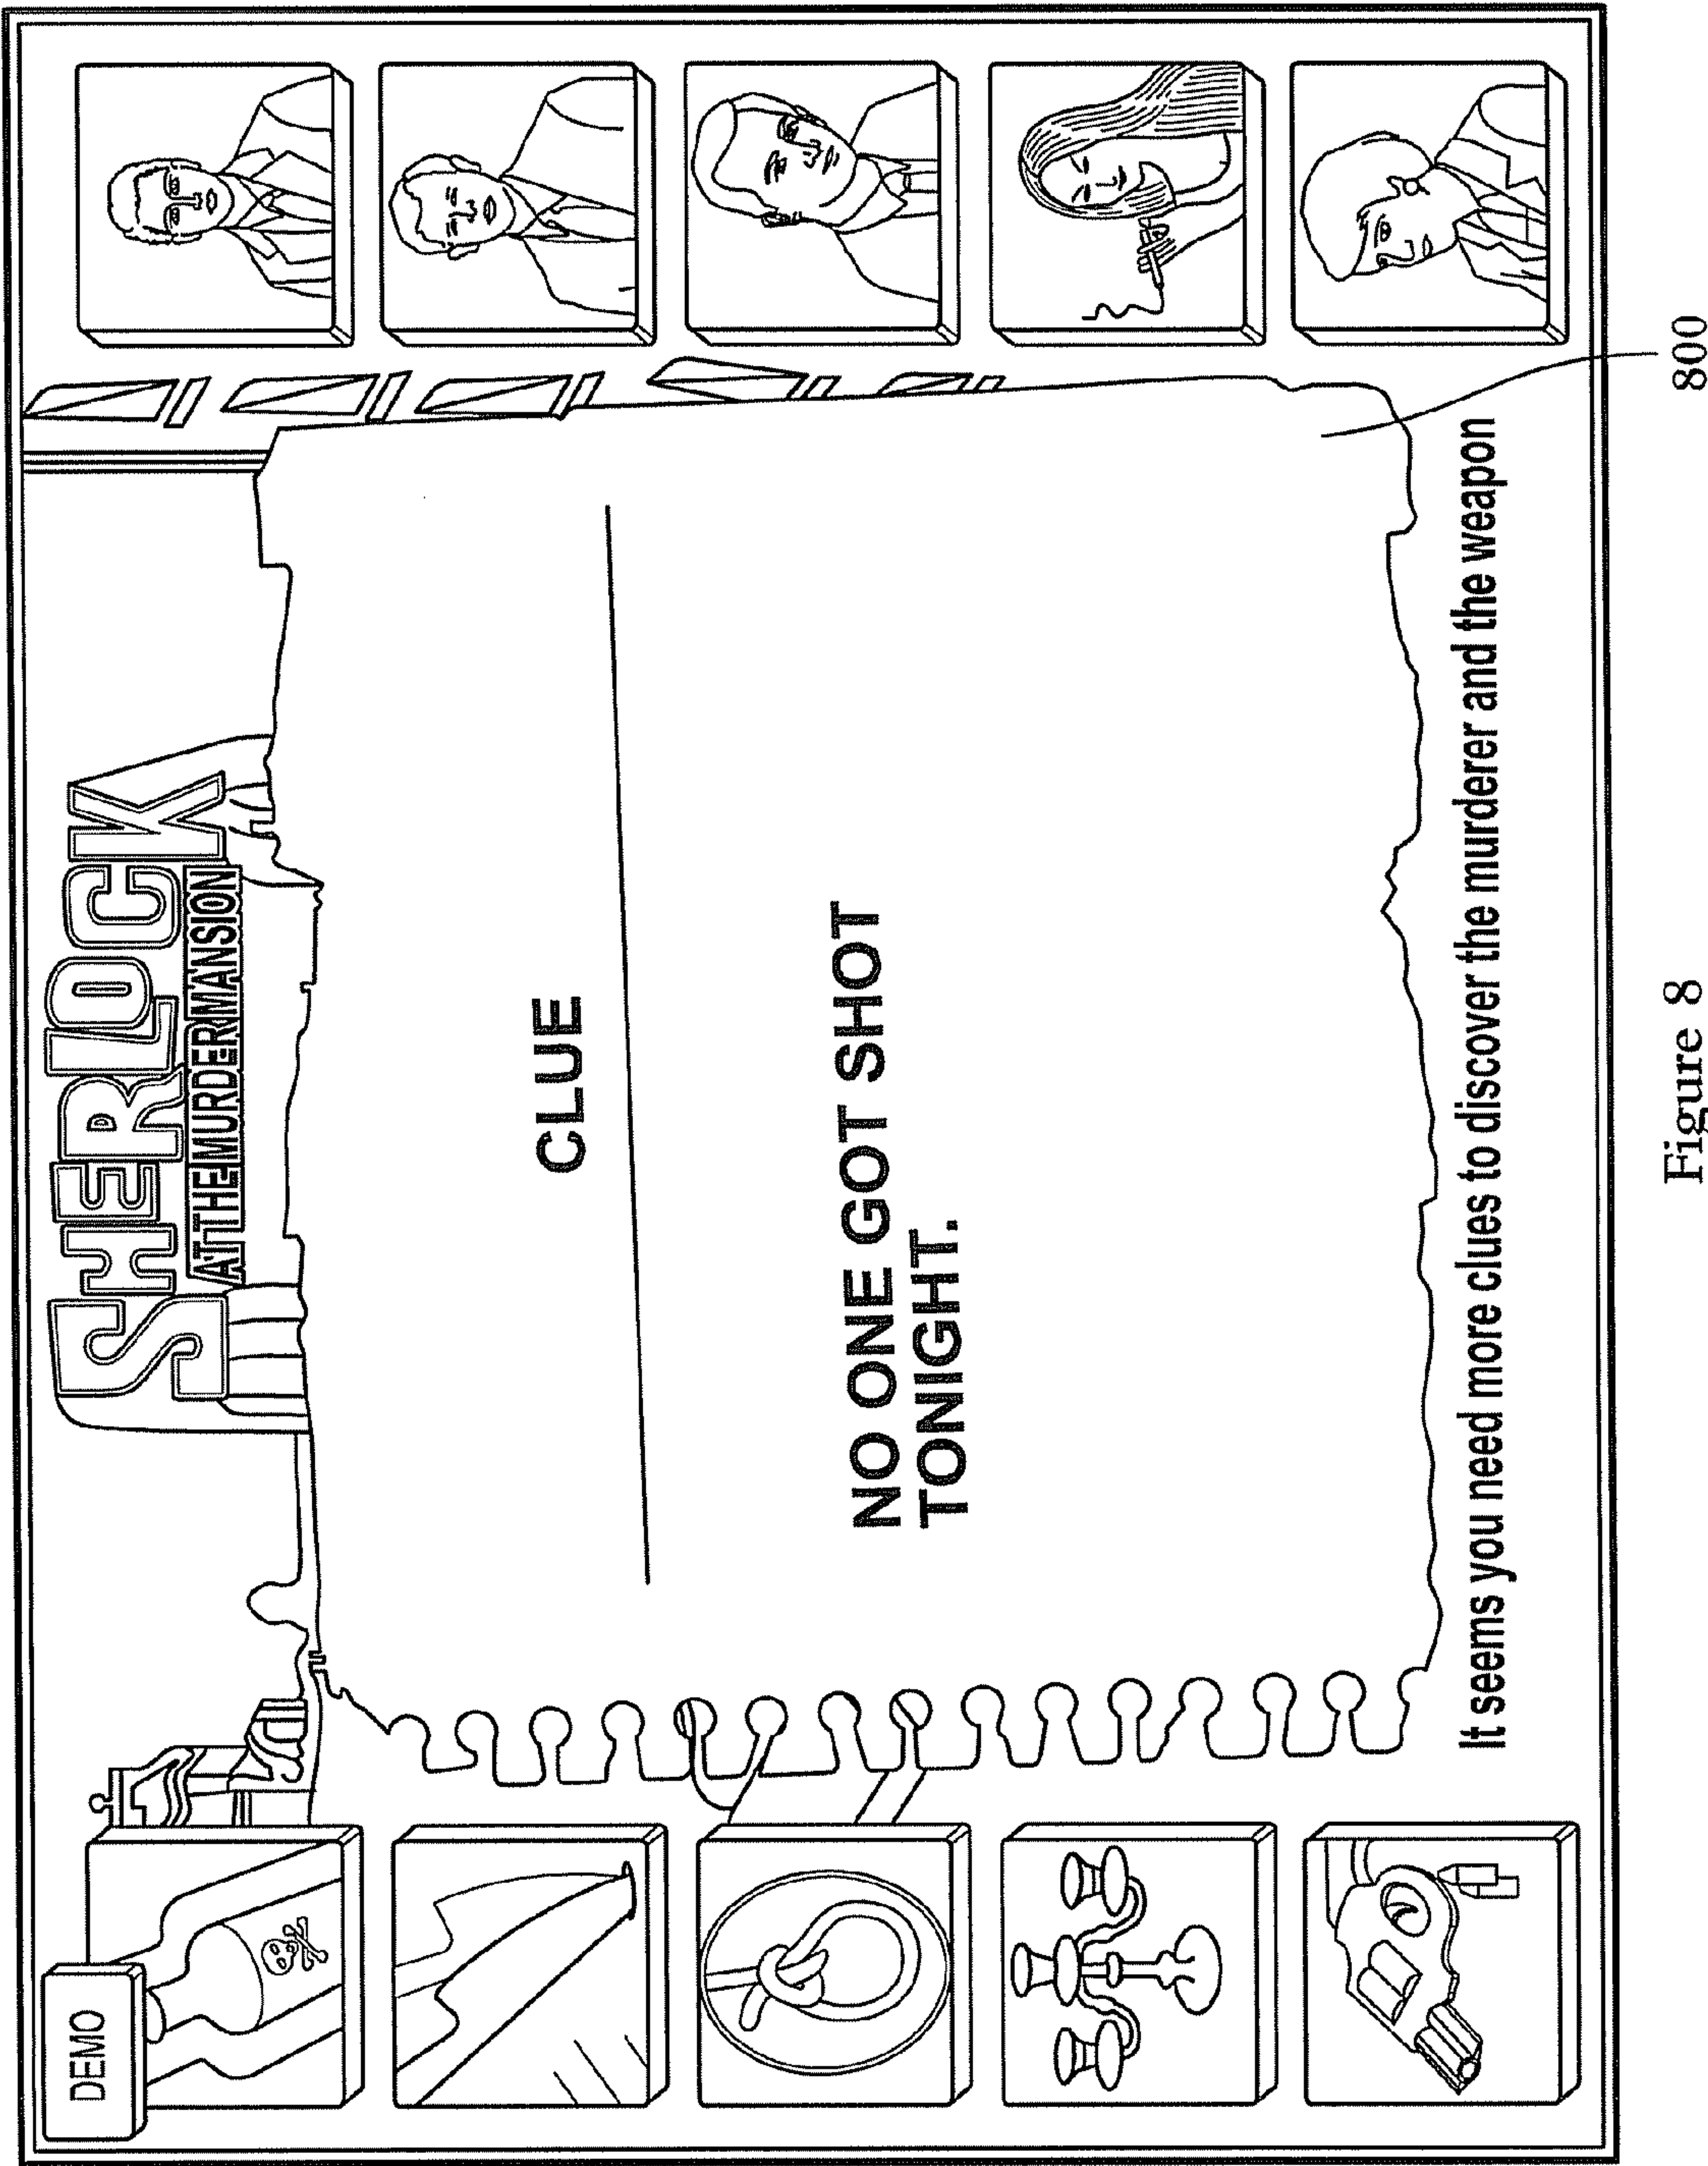 DEMO
SHERLOCK
AT THE MURDER MANSION
CLUE
NO ONE GOT SHOT
TONIGHT.
It seems you need more clues to discover the murderer and the weapon
800
Figure 8